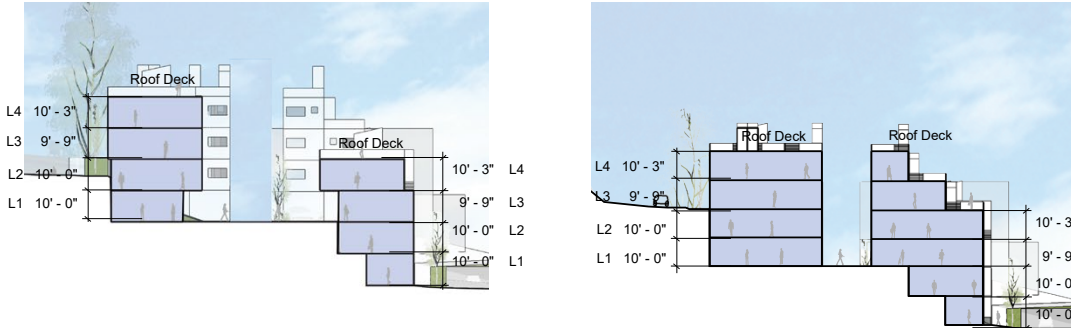 Roof Deck
L4 10' - 3"
L3 9' - 9"
L2 10' - 0"
L1 10' - 0"
Roof Deck
10' - 3" L4
9' - 9" L3
10' - 0" L2
10' - 0" L1
Roof Deck
Roof Deck
L4 10' - 3"
L3 9' - 9"
L2 10' - 0"
L1 10' - 0"
10' - 3
9' - 9
10' - 0
10' - 0